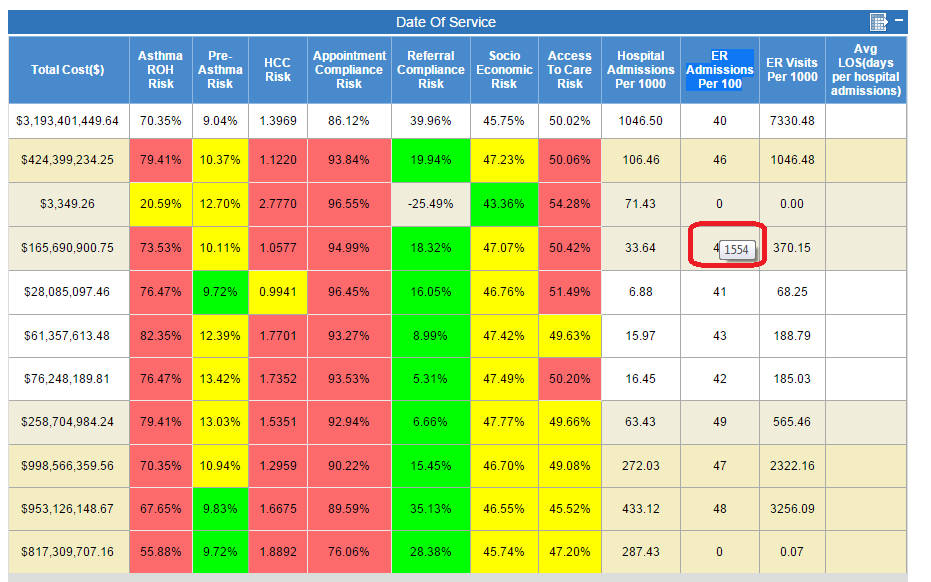 Date Of Service
Total Cost($) Asthma ROH Risk Pre-Asthma Risk HCC Risk Appointment Compliance Risk Referral Compliance Risk Socio Economic Risk Access To Care Risk Hospital Admissions Per 1000 ER Admissions Per 100 ER Visits Per 1000 Avg LOS(days per hospital admissions)
$3,193,401,449.64 70.35% 9.04% 1.3969 86.12% 39.96% 45.75% 50.02% 1046.50 40 7330.48
$424,399,234.25 79.41% 10.37% 1.1220 93.84% 19.94% 47.23% 50.06% 106.46 46 1046.48
$3,349.26 20.59% 12.70% 2.7770 96.55% -25.49% 43.36% 54.28% 71.43 0 0.00
$165,690,900.75 73.53% 10.11% 1.0577 94.99% 18.32% 47.07% 50.42% 33.64 1554 370.15
$28,085,097.46 76.47% 9.72% 0.9941 96.45% 16.05% 46.76% 51.49% 6.88 41 68.25
$61,357,613.48 82.35% 12.39% 1.7701 93.27% 8.99% 47.42% 49.63% 15.97 43 188.79
$76,248,189.81 76.47% 13.42% 1.7352 93.53% 5.31% 47.49% 50.20% 16.45 42 185.03
$258,704,984.24 79.41% 13.03% 1.5351 92.94% 6.66% 47.77% 49.66% 63.43 49 565.46
$998,566,359.56 70.35% 10.94% 1.2959 90.22% 15.45% 46.70% 49.08% 272.03 47 2322.16
$953,126,148.67 67.65% 9.83% 1.6675 89.59% 35.13% 46.55% 45.52% 433.12 48 3256.09
$817,309,707.16 55.88% 9.72% 1.8892 76.06% 28.38% 45.74% 47.20% 287.43 0 0.07